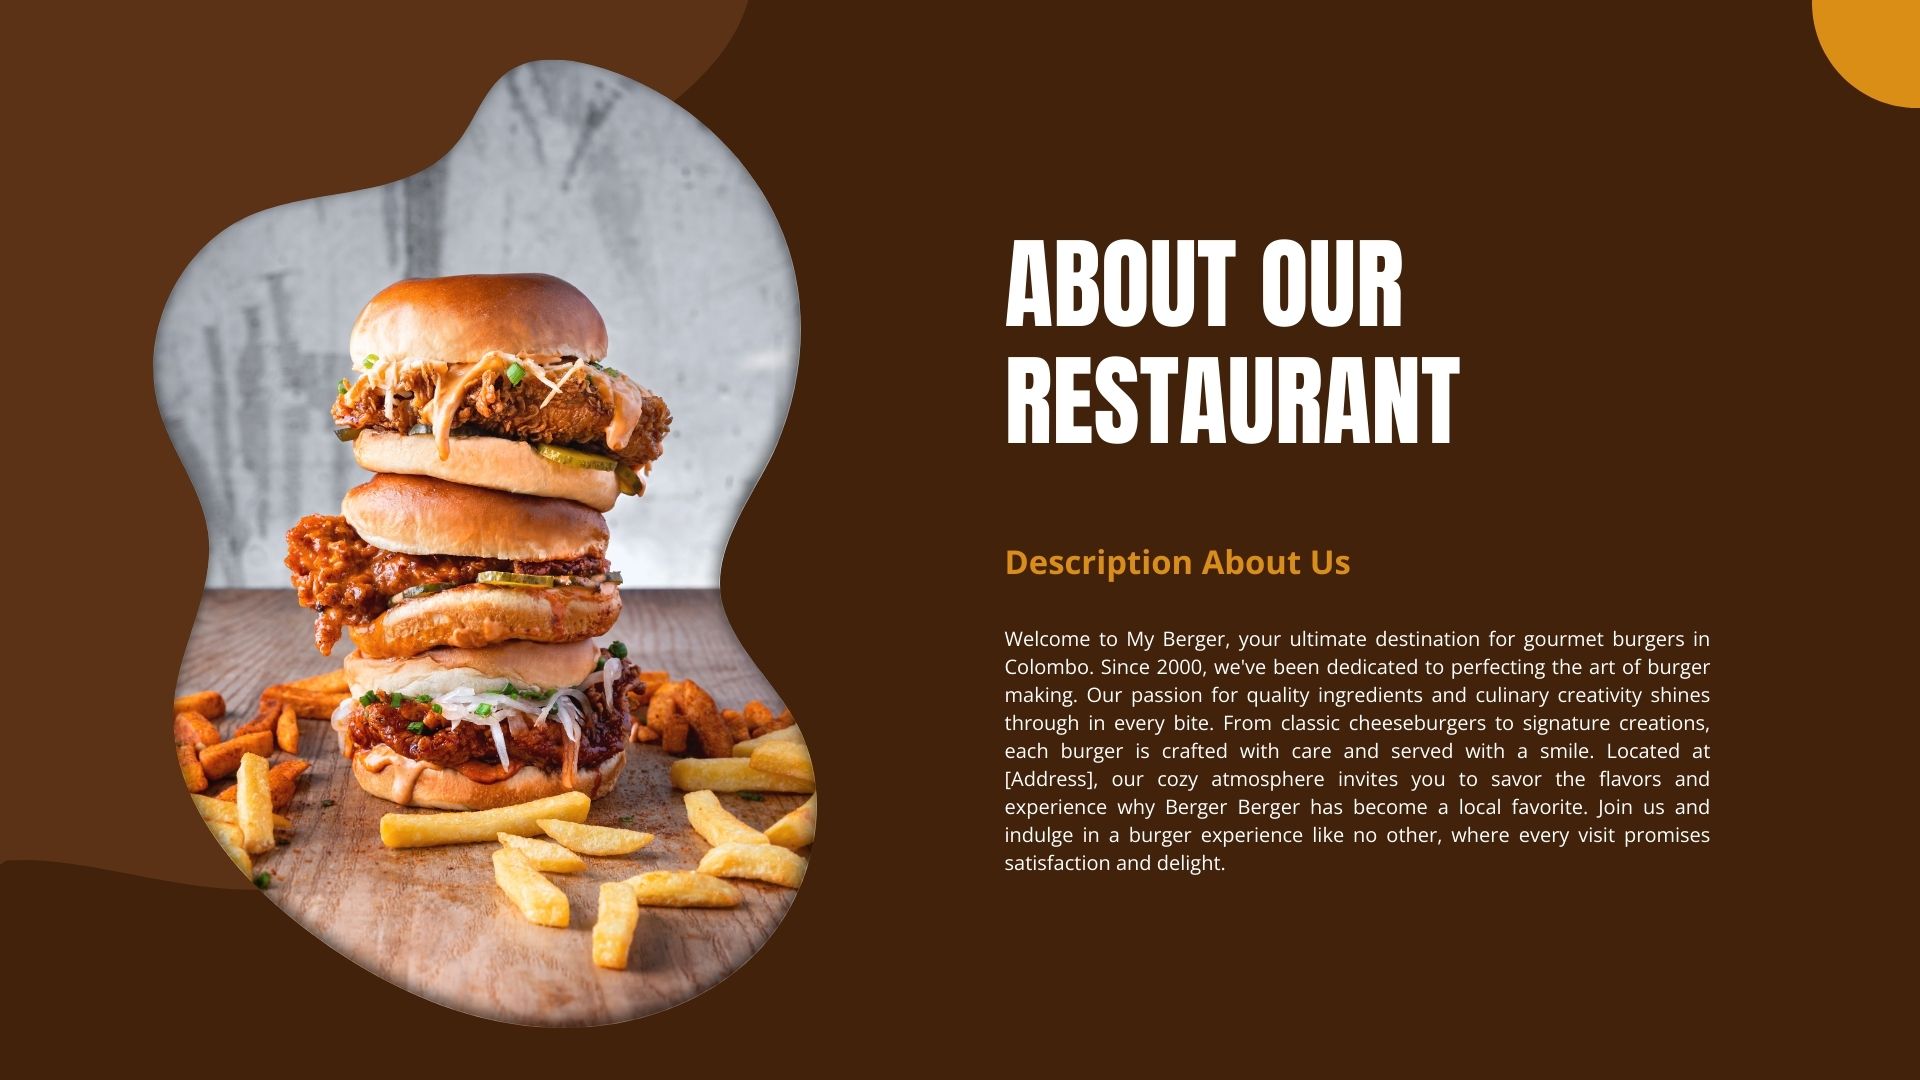 ABOUT OUR
RESTAURANT
Description About Us
Welcome to My Berger, your ultimate destination for gourmet burgers in
Colombo. Since 2000, we've been dedicated to perfecting the art of burger
making. Our passion for quality ingredients and culinary creativity shines
through in every bite. From classic cheeseburgers to signature creations,
each burger is crafted with care and served with a smile. Located at
[Address], our cozy atmosphere invites you to savor the flavors and
experience why Berger Berger has become a local favorite. Join us and
indulge in a burger experience like no other, where every visit promises
satisfaction and delight.